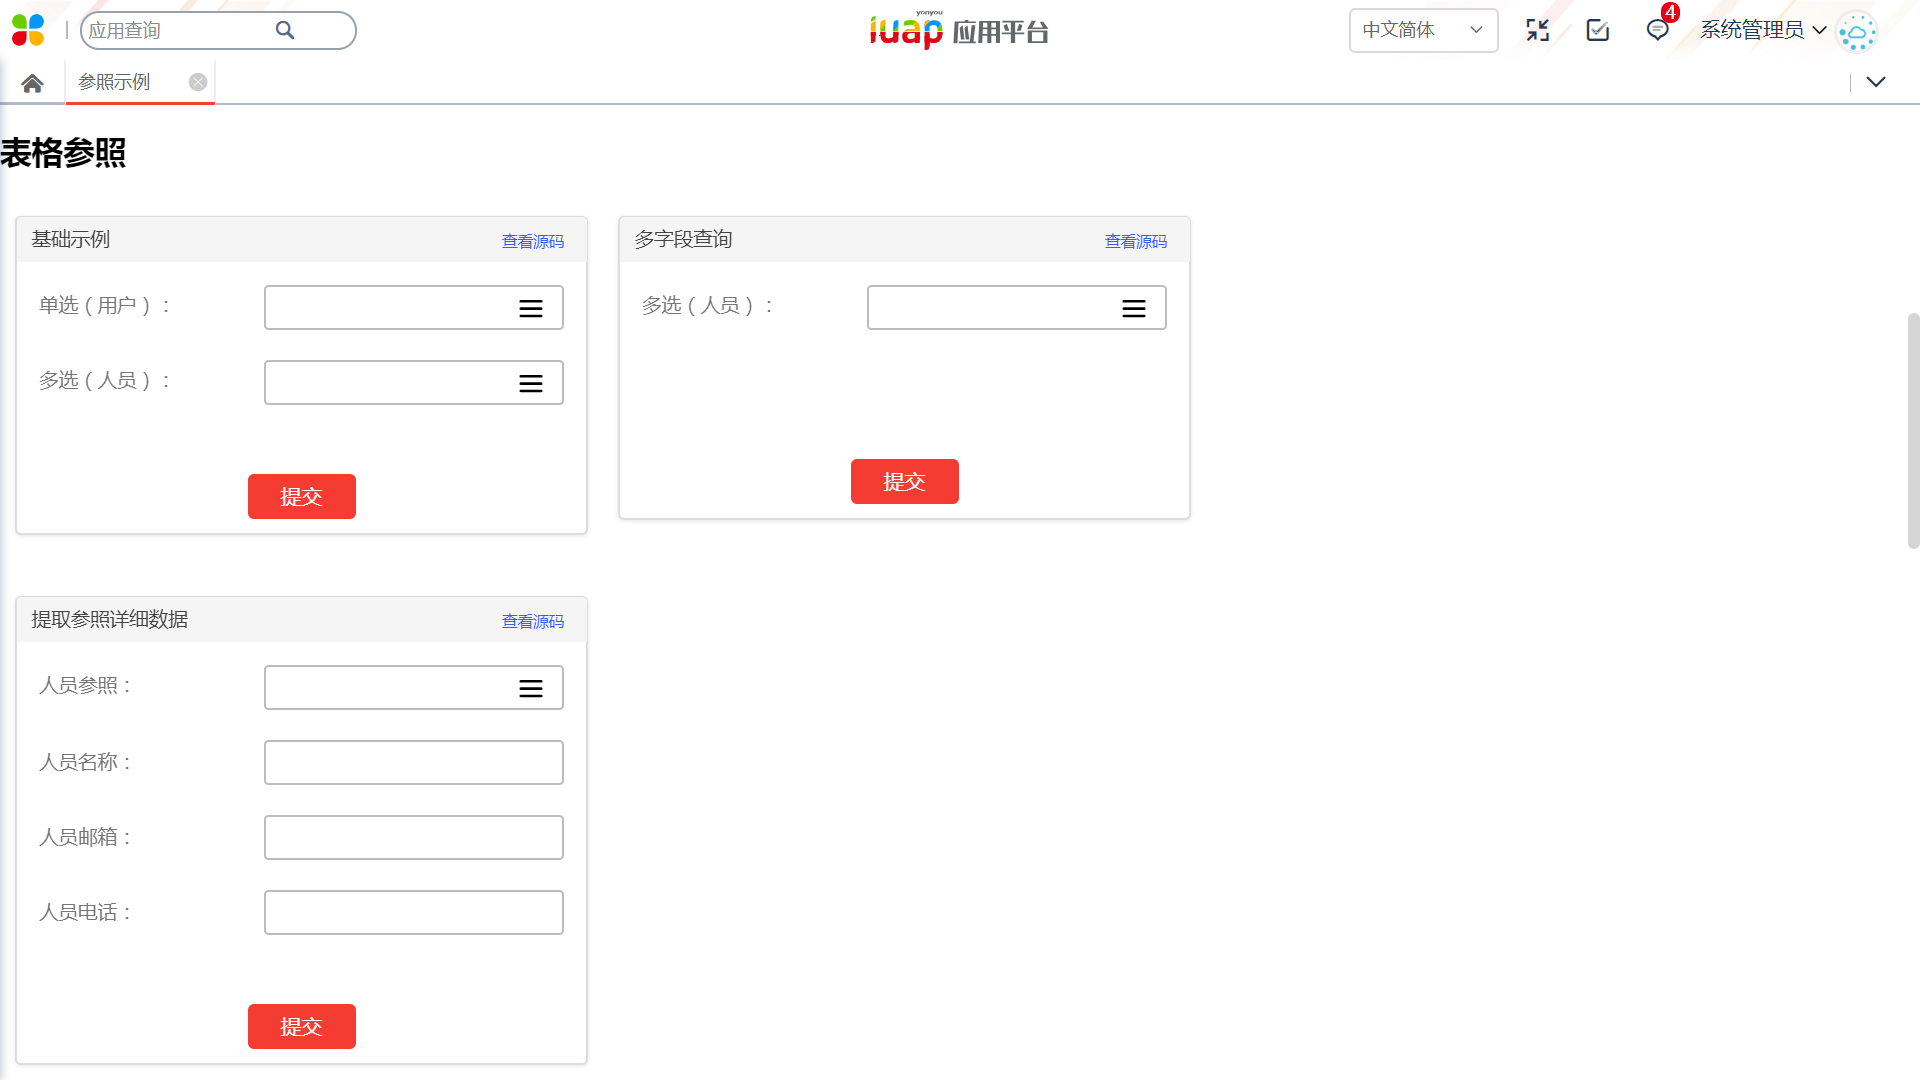 应用查询
yonyou
iuap 应用平台
中文简体
4
系统管理员
参照示例
表格参照
基础示例
查看源码
单选（用户）：
多选（人员）：
提交
多字段查询
查看源码
多选（人员）：
提交
提取参照详细数据
查看源码
人员参照：
人员名称：
人员邮箱：
人员电话：
提交